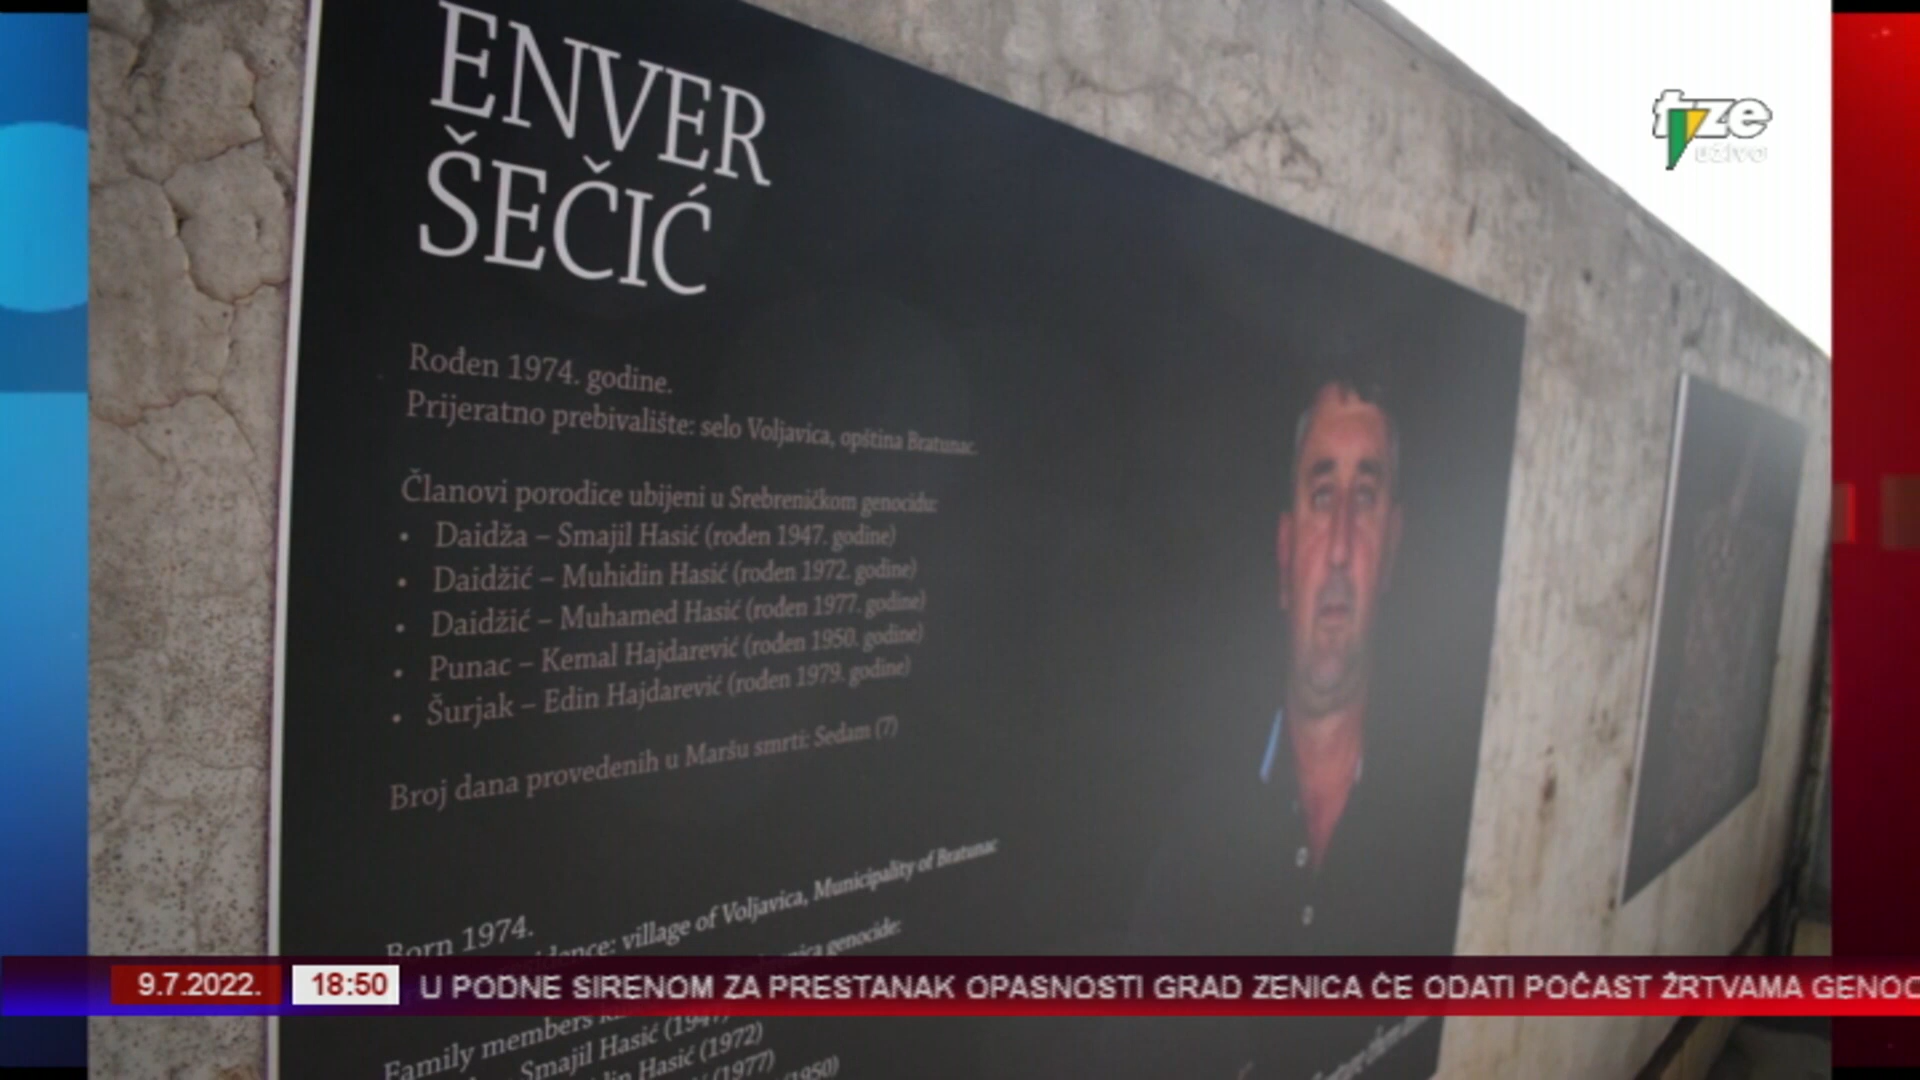 ENVER
ŠEČIĆ
Rođen 1974. godine.
Prijeratno prebivalište: selo Voljavica, opština Bratunac.
Članovi porodice ubijeni u Srebreničkom genocidu:
• Daidža – Smajil Hasić (rođen 1947. godine)
• Daidžić – Muhidin Hasić (rođen 1972. godine)
• Daidžić – Muhamed Hasić (rođen 1977. godine)
• Punac – Kemal Hajdarević (rođen 1950. godine)
• Šurjak – Edin Hajdarević (rođen 1979. godine)
Broj dana provedenih u Maršu smrti: Sedam (7)
Born 1974.
village of Voljavica, Municipality of Bratunac
genocide:
Family members
Smajil Hasić (1947)
Hasić (1972)
(1977)
(1950)
rtvze
uživo
9.7.2022. 18:50 U PODNE SIRENOM ZA PRESTANAK OPASNOSTI GRAD ZENICA ĆE ODATI POČAST ŽRTVAMA GENOC